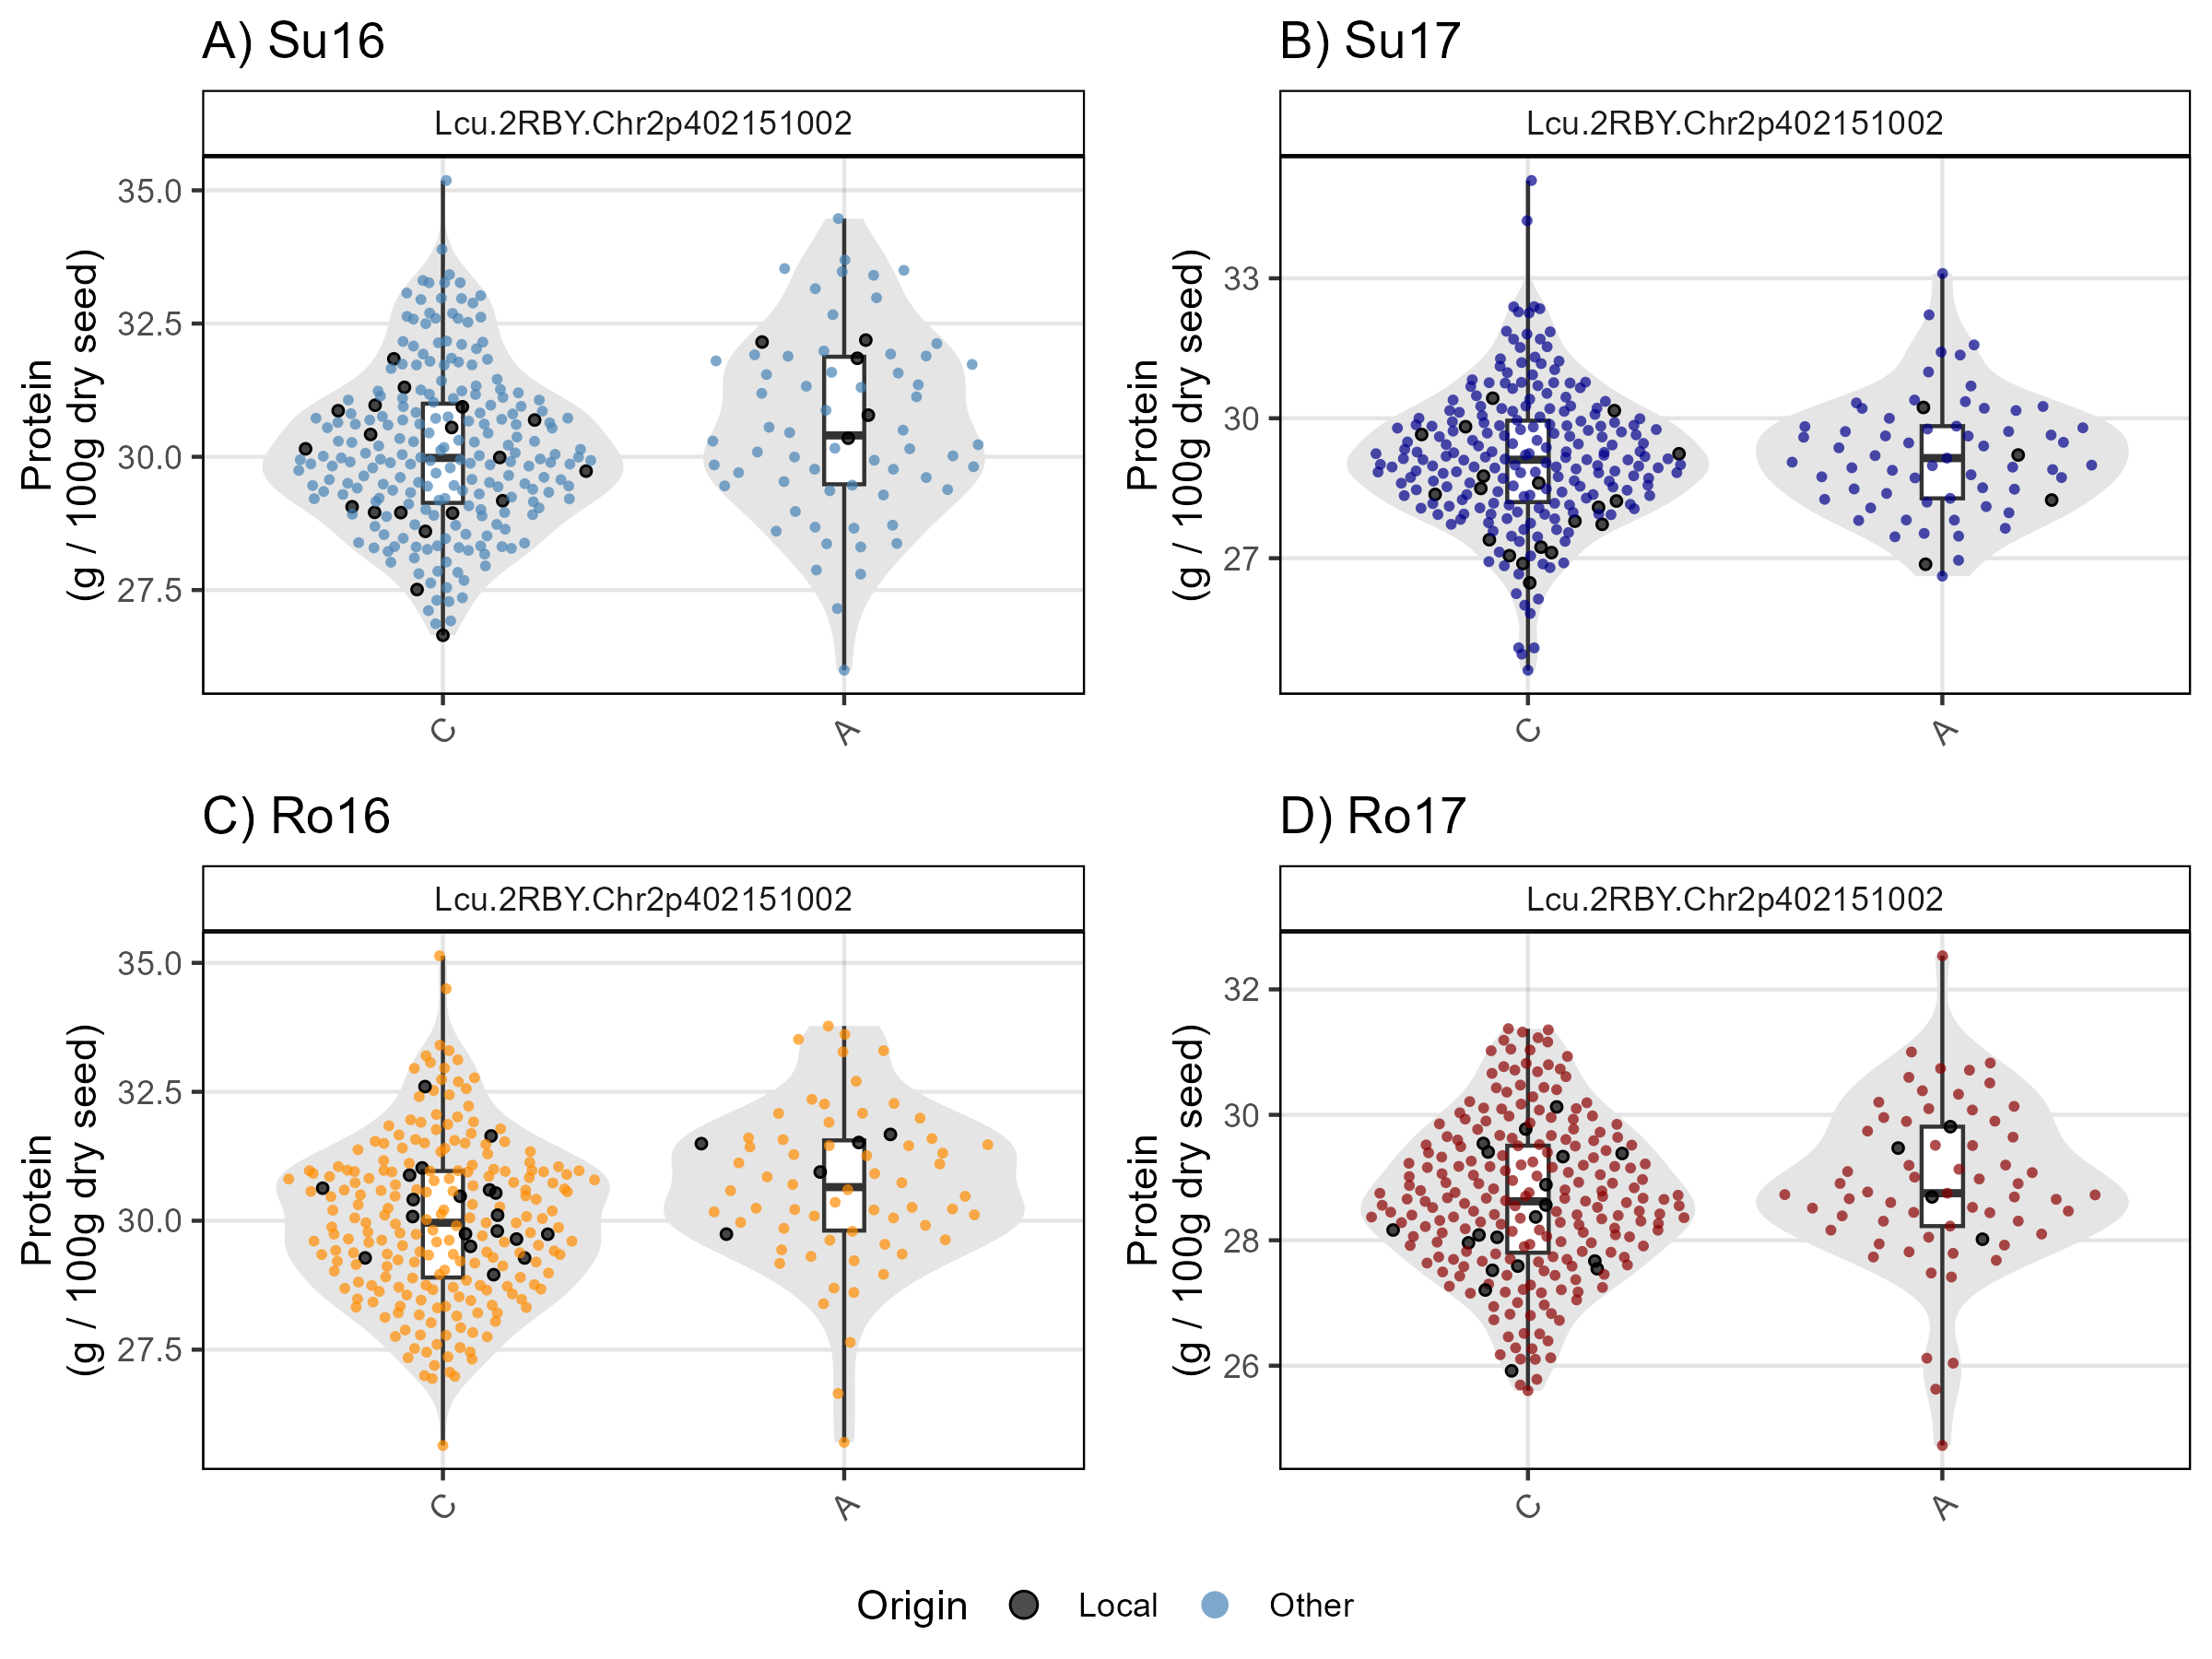 A) Su16
Lcu.2RBY.Chr2p402151002
Protein
(g / 100g dry seed)
35.0
32.5
30.0
27.5
C
A
B) Su17
Lcu.2RBY.Chr2p402151002
Protein
(g / 100g dry seed)
33
30
27
C
A
C) Ro16
Lcu.2RBY.Chr2p402151002
Protein
(g / 100g dry seed)
35.0
32.5
30.0
27.5
C
A
D) Ro17
Lcu.2RBY.Chr2p402151002
Protein
(g / 100g dry seed)
32
30
28
26
C
A
Origin Local Other